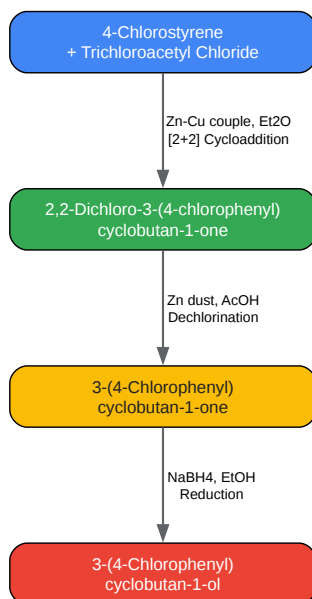 4-Chlorostyrene
+ Trichloroacetyl Chloride
Zn-Cu couple, Et2O
[2+2] Cycloaddition
2,2-Dichloro-3-(4-chlorophenyl)
cyclobutan-1-one
Zn dust, AcOH
Dechlorination
3-(4-Chlorophenyl)
cyclobutan-1-one
NaBH4, EtOH
Reduction
3-(4-Chlorophenyl)
cyclobutan-1-ol